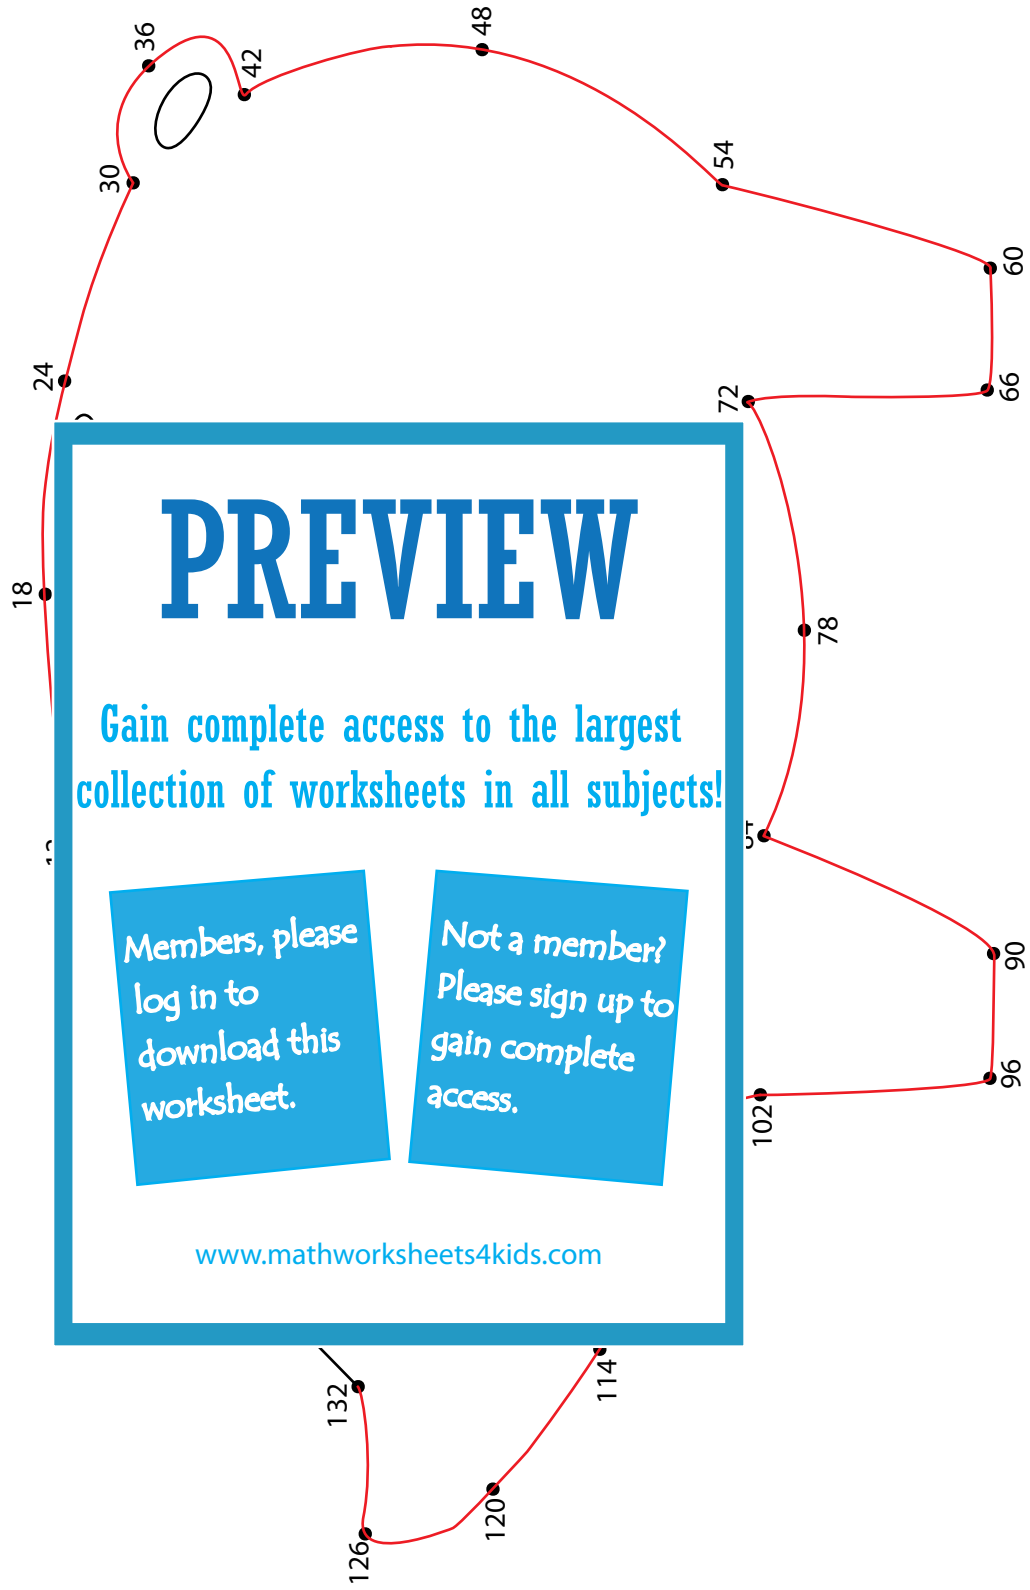 36
48
42
54
30
60
24
66
72
PREVIEW
18
78
Gain complete access to the largest
collection of worksheets in all subjects!
Members, please
log in to
download this
worksheet.
Not a member?
Please sign up to
gain complete
access.
90
96
102
www.mathworksheets4kids.com
132
114
120
126